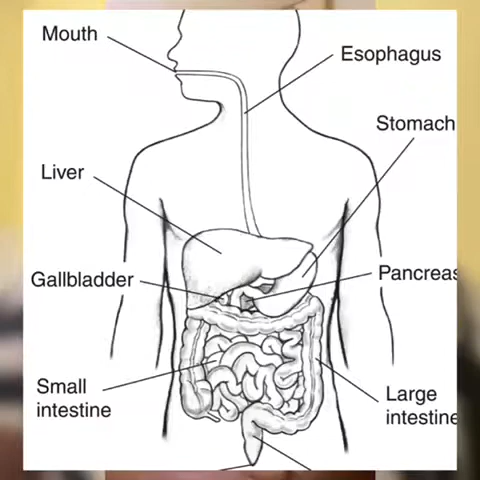 Mouth
Esophagus
Stomach
Liver
Gallbladder
Pancreas
Small
intestine
Large
intestine